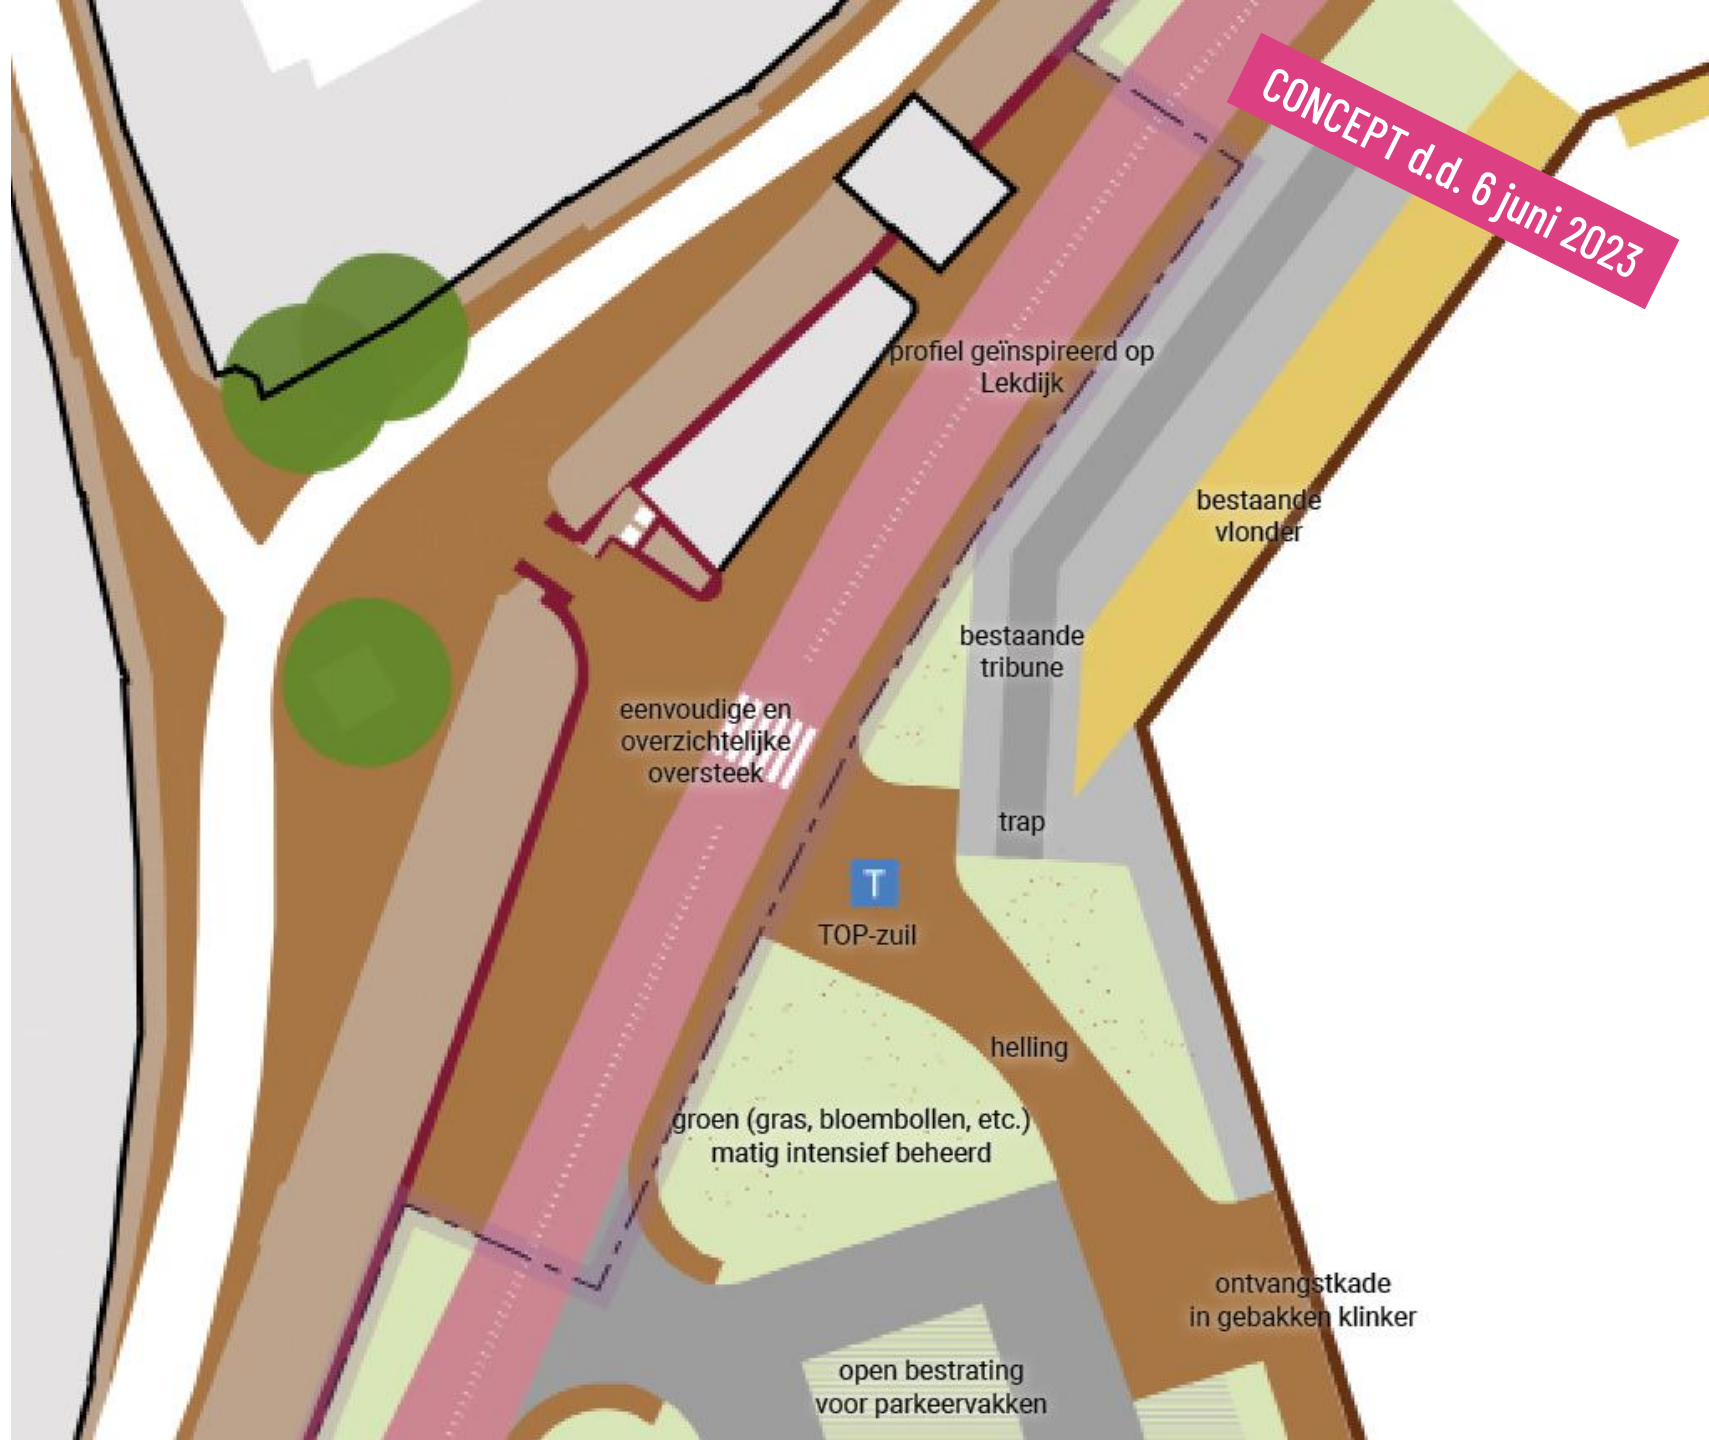 CONCEPT d.d. 6 juni 2023
profiel geïnspireerd op
Lekdijk
bestaande
vlonder
bestaande
tribune
eenvoudige en
overzichtelijke
oversteek
trap
T
TOP-zuil
helling
groen (gras, bloembollen, etc.)
matig intensief beheerd
ontvangstkade
in gebakken klinker
open bestrating
voor parkeervakken